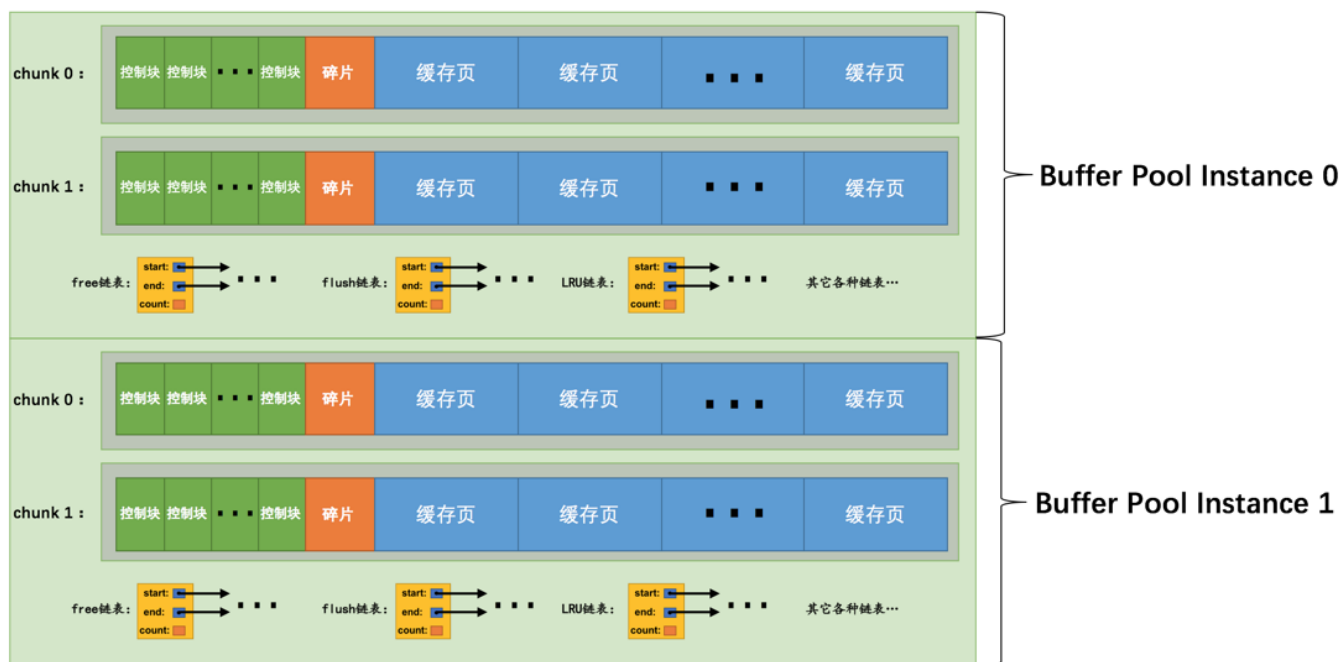 chunk 0：
控制块 控制块 ··· 控制块 碎片 缓存页 缓存页 ··· 缓存页
chunk 1：
控制块 控制块 ··· 控制块 碎片 缓存页 缓存页 ··· 缓存页
Buffer Pool Instance 0
free链表： start: end: count: ···
flush链表： start: end: count: ···
LRU链表： start: end: count: ···
其它各种链表…
chunk 0：
控制块 控制块 ··· 控制块 碎片 缓存页 缓存页 ··· 缓存页
chunk 1：
控制块 控制块 ··· 控制块 碎片 缓存页 缓存页 ··· 缓存页
Buffer Pool Instance 1
free链表： start: end: count: ···
flush链表： start: end: count: ···
LRU链表： start: end: count: ···
其它各种链表…